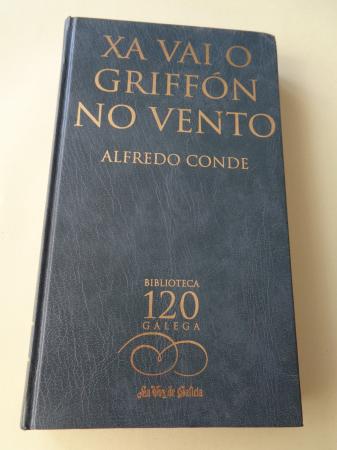 XA VAI O
GRIFFÓN
NO VENTO
ALFREDO CONDE
BIBLIOTECA
120
GALEGA
La Voz de Galicia